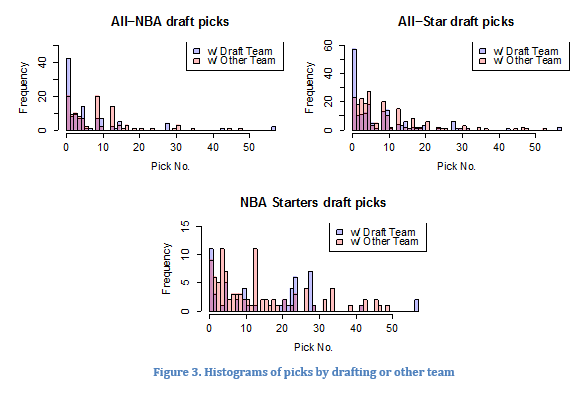 All−NBA draft picks
w/ Draft Team
w/ Other Team
Frequency
0 20 40
0 10 20 30 40 50
Pick No.
All−Star draft picks
w/ Draft Team
w/ Other Team
Frequency
0 20 40 60
0 10 20 30 40 50
Pick No.
NBA Starters draft picks
w/ Draft Team
w/ Other Team
Frequency
0 5 10 15
0 10 20 30 40 50
Pick No.
Figure 3. Histograms of picks by drafting or other team